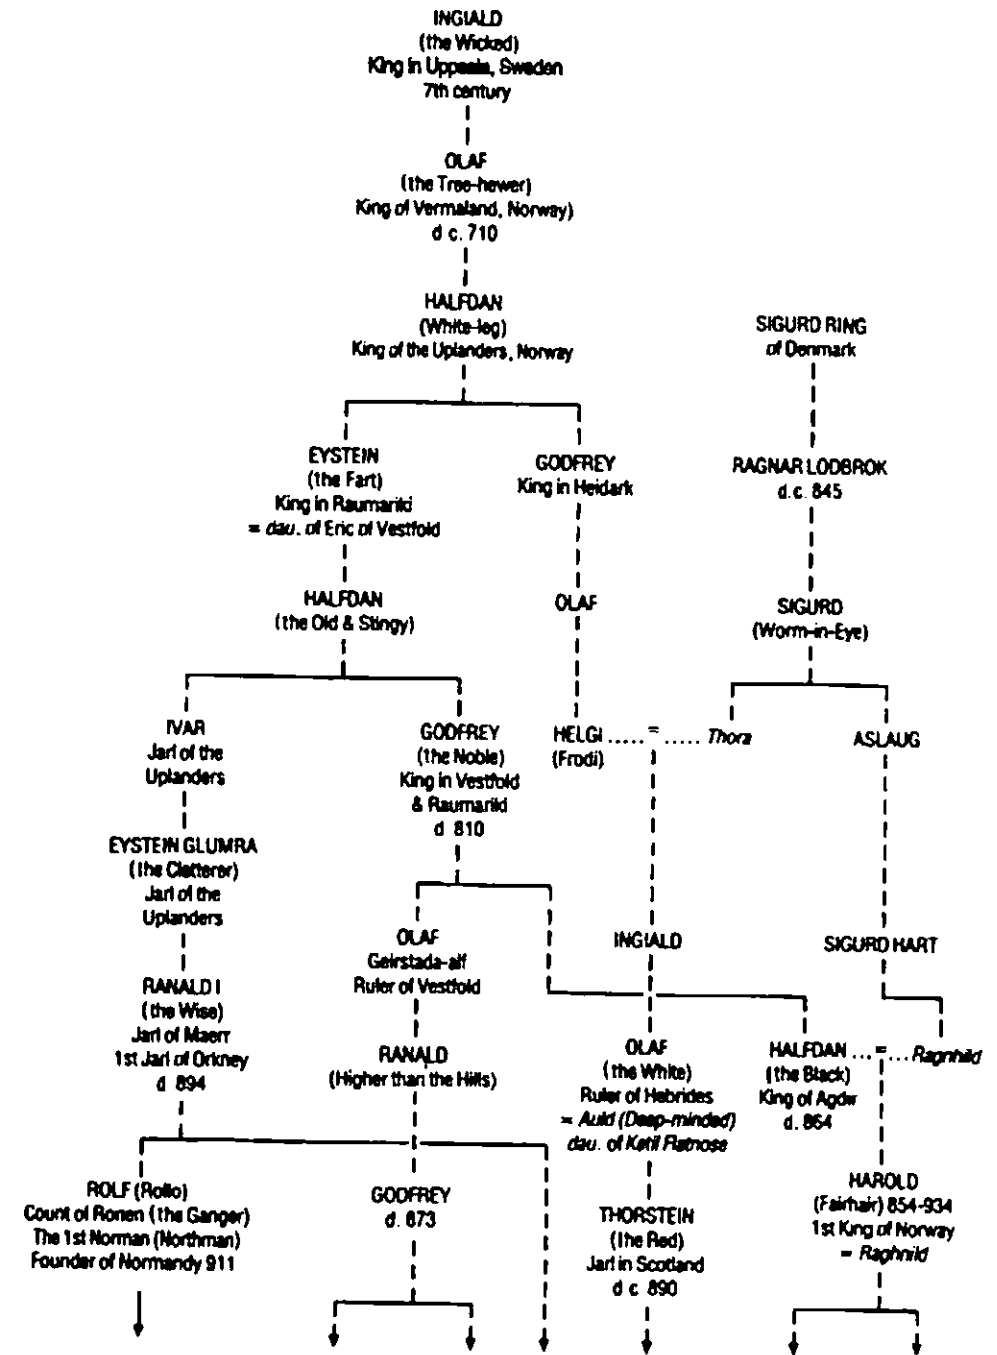 INGIALD
(the Wicked)
King in Uppsala, Sweden
7th century
OLAF
(the Tree-hewer)
King of Vermaland, Norway)
d c. 710
HALFDAN
(White-leg)
King of the Uplanders, Norway
SIGURD RING
of Denmark
EYSTEIN
(the Fart)
King in Raumariki
= dau. of Eric of Vestfold
GODFREY
King in Heidark
RAGNAR LODBROK
d.c. 845
HALFDAN
(the Old & Stingy)
OLAF
SIGURD
(Worm-in-Eye)
IVAR
Jarl of the
Uplanders
GODFREY
(the Noble)
King in Vestfold
& Raumariki
d 810
HELGI ..... = ..... Thora
(Frodi)
ASLAUG
EYSTEIN GLUMRA
(the Clatterer)
Jarl of the
Uplanders
OLAF
Geirstada-alf
Ruler of Vestfold
INGIALD
SIGURD HART
RANALD I
(the Wise)
Jarl of Maerr
1st Jarl of Orkney
d 894
RANALD
(Higher than the Hills)
OLAF
(the White)
Ruler of Hebrides
= Auld (Deep-minded)
dau. of Ketil Flatnose
HALFDAN ... = ... Ragnhild
(the Black)
King of Agdir
d. 864
ROLF (Rollo)
Count of Ronen (the Ganger)
The 1st Norman (Northman)
Founder of Normandy 911
GODFREY
d. 873
THORSTEIN
(the Red)
Jarl in Scotland
d c 890
HAROLD
(Fairhair) 854-934
1st King of Norway
= Raghnild